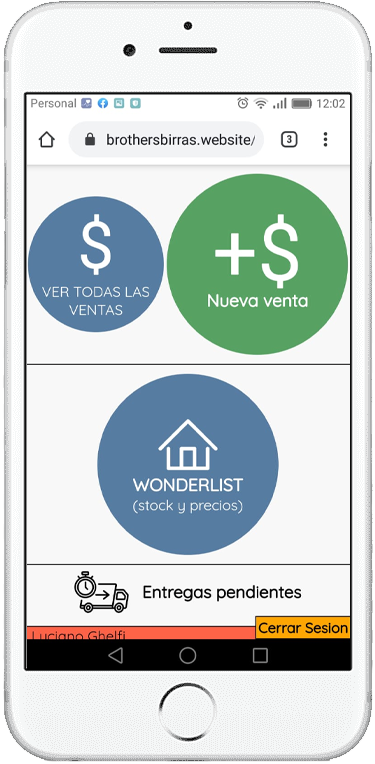 Personal 12:02
brothersbirras.website/ 3
$
VER TODAS LAS
VENTAS
+$
Nueva venta
WONDERLIST
(stock y precios)
Entregas pendientes
Luciano Ghelfi
Cerrar Sesion